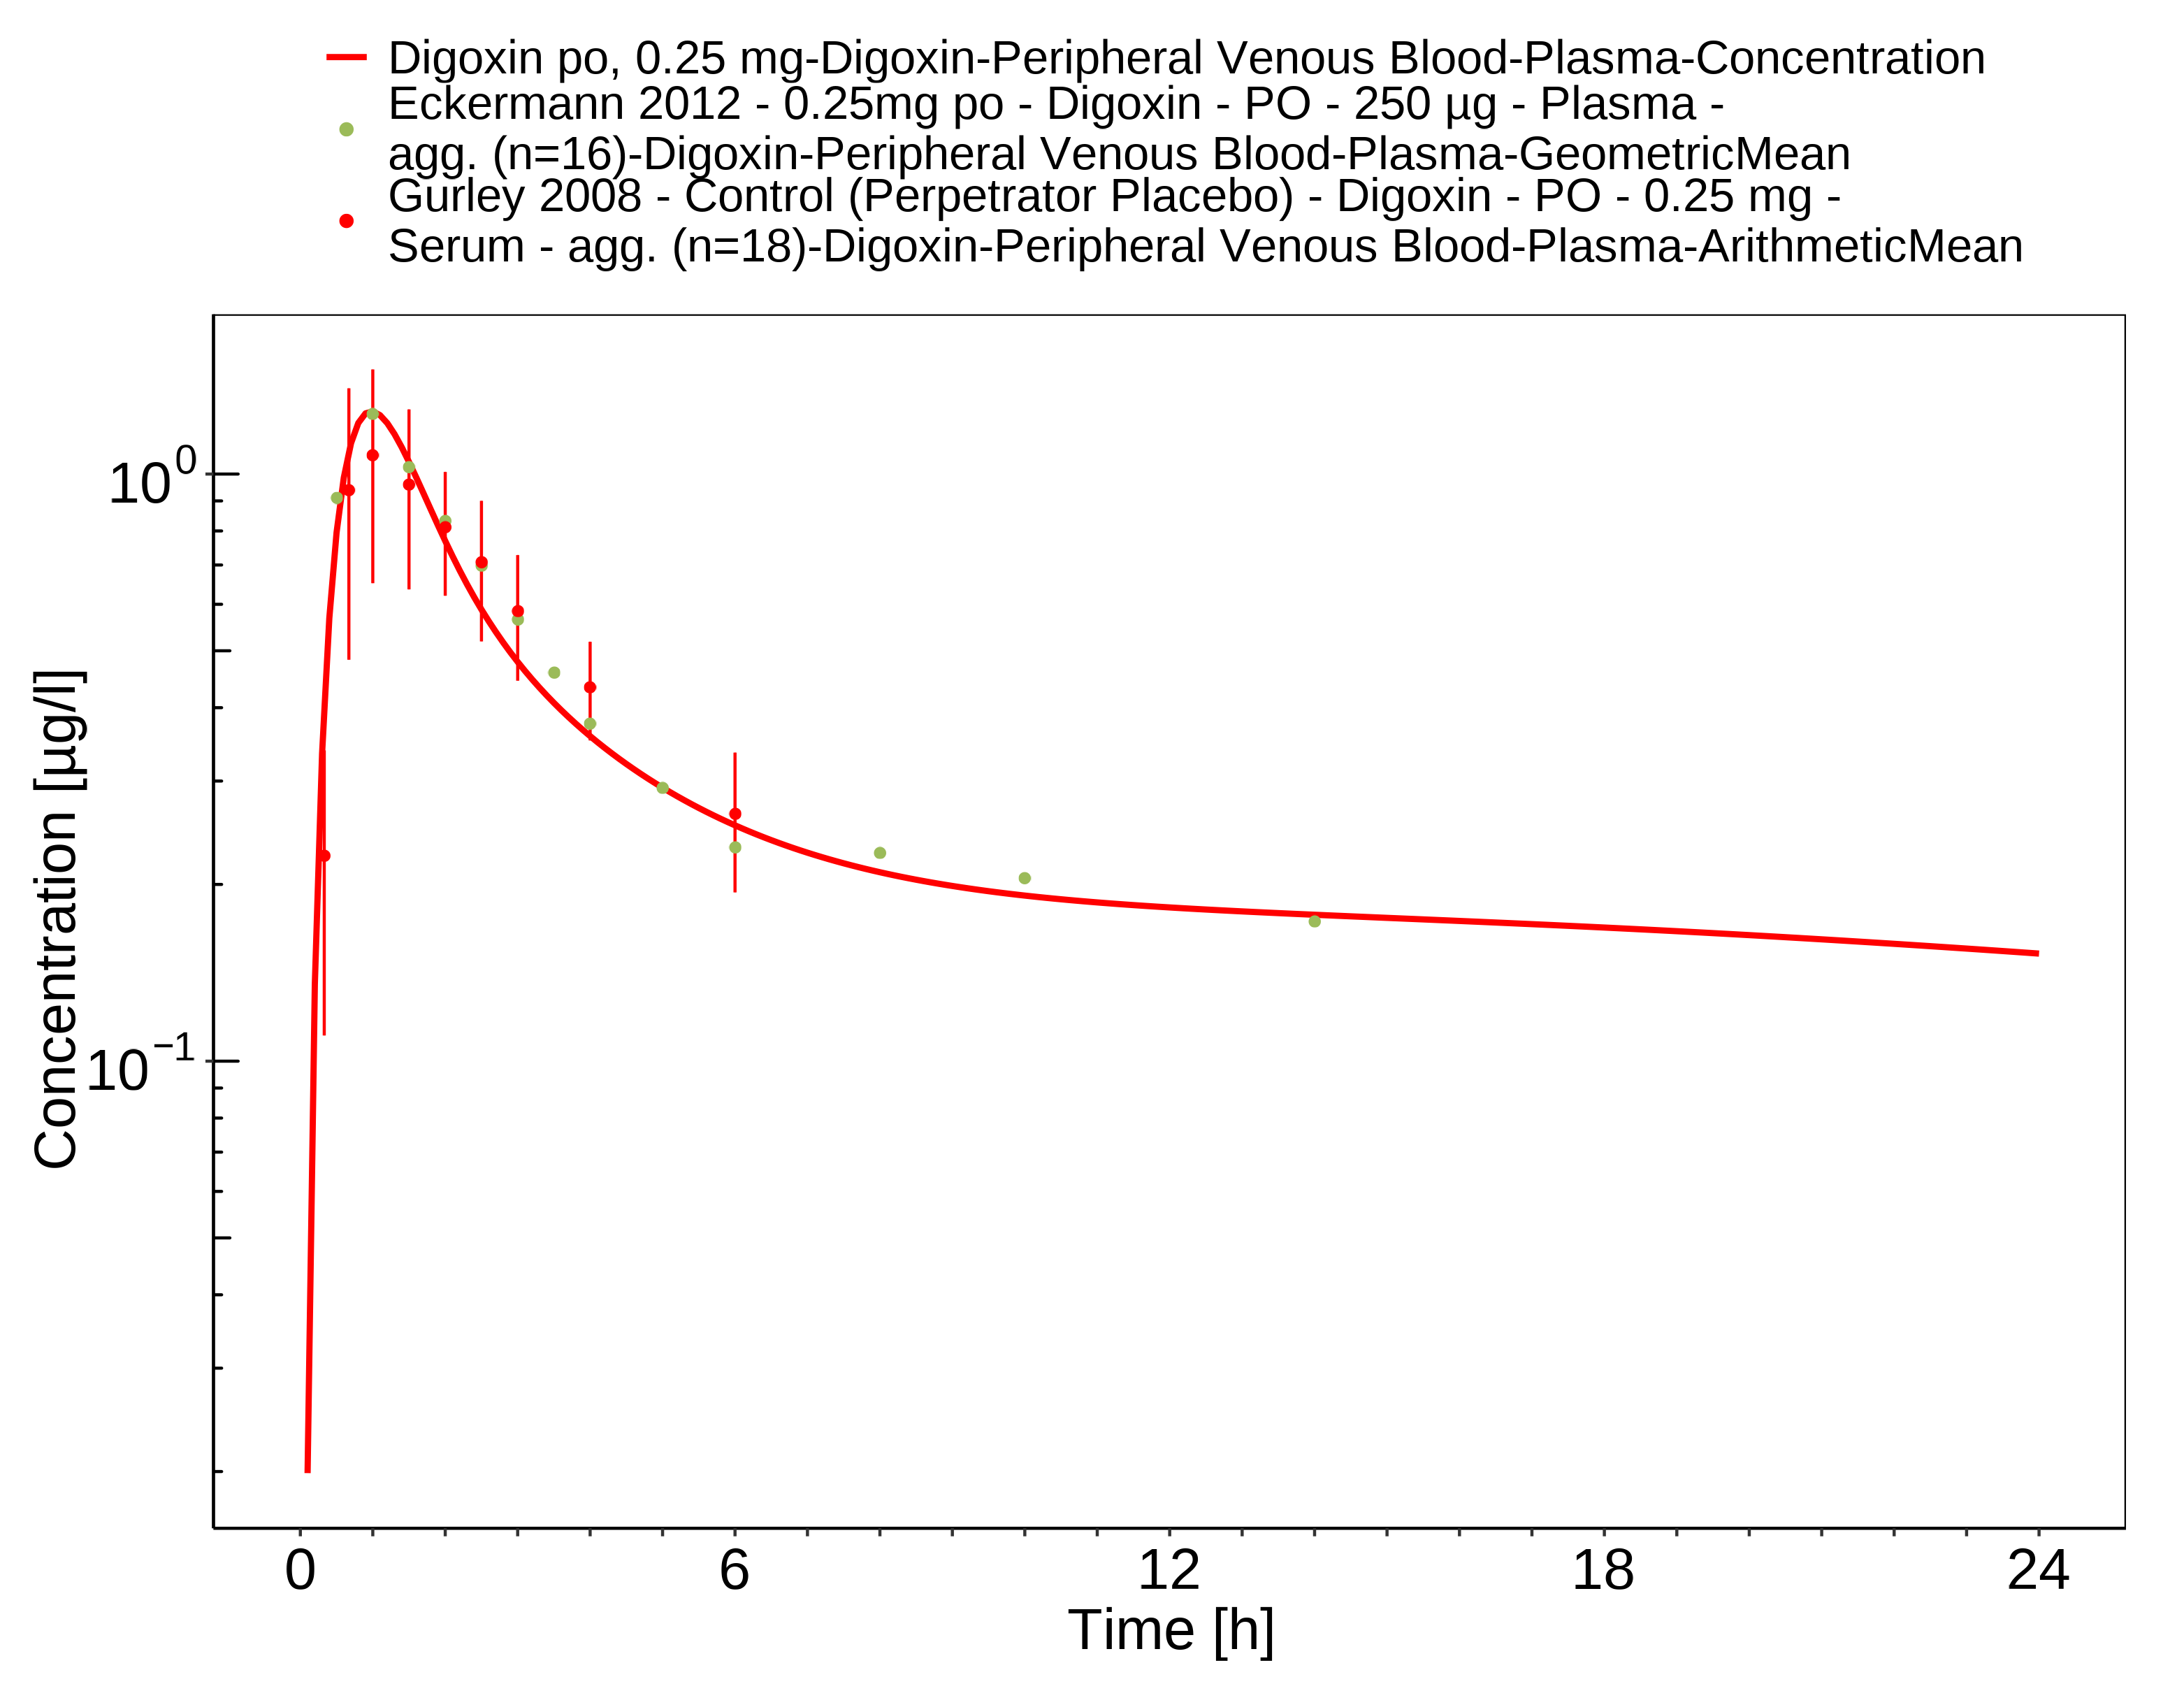 Digoxin po, 0.25 mg-Digoxin-Peripheral Venous Blood-Plasma-Concentration
Eckermann 2012 - 0.25mg po - Digoxin - PO - 250 µg - Plasma -
agg. (n=16)-Digoxin-Peripheral Venous Blood-Plasma-GeometricMean
Gurley 2008 - Control (Perpetrator Placebo) - Digoxin - PO - 0.25 mg -
Serum - agg. (n=18)-Digoxin-Peripheral Venous Blood-Plasma-ArithmeticMean
10⁰
10⁻¹
Concentration [µg/l]
0 6 12 18 24
Time [h]